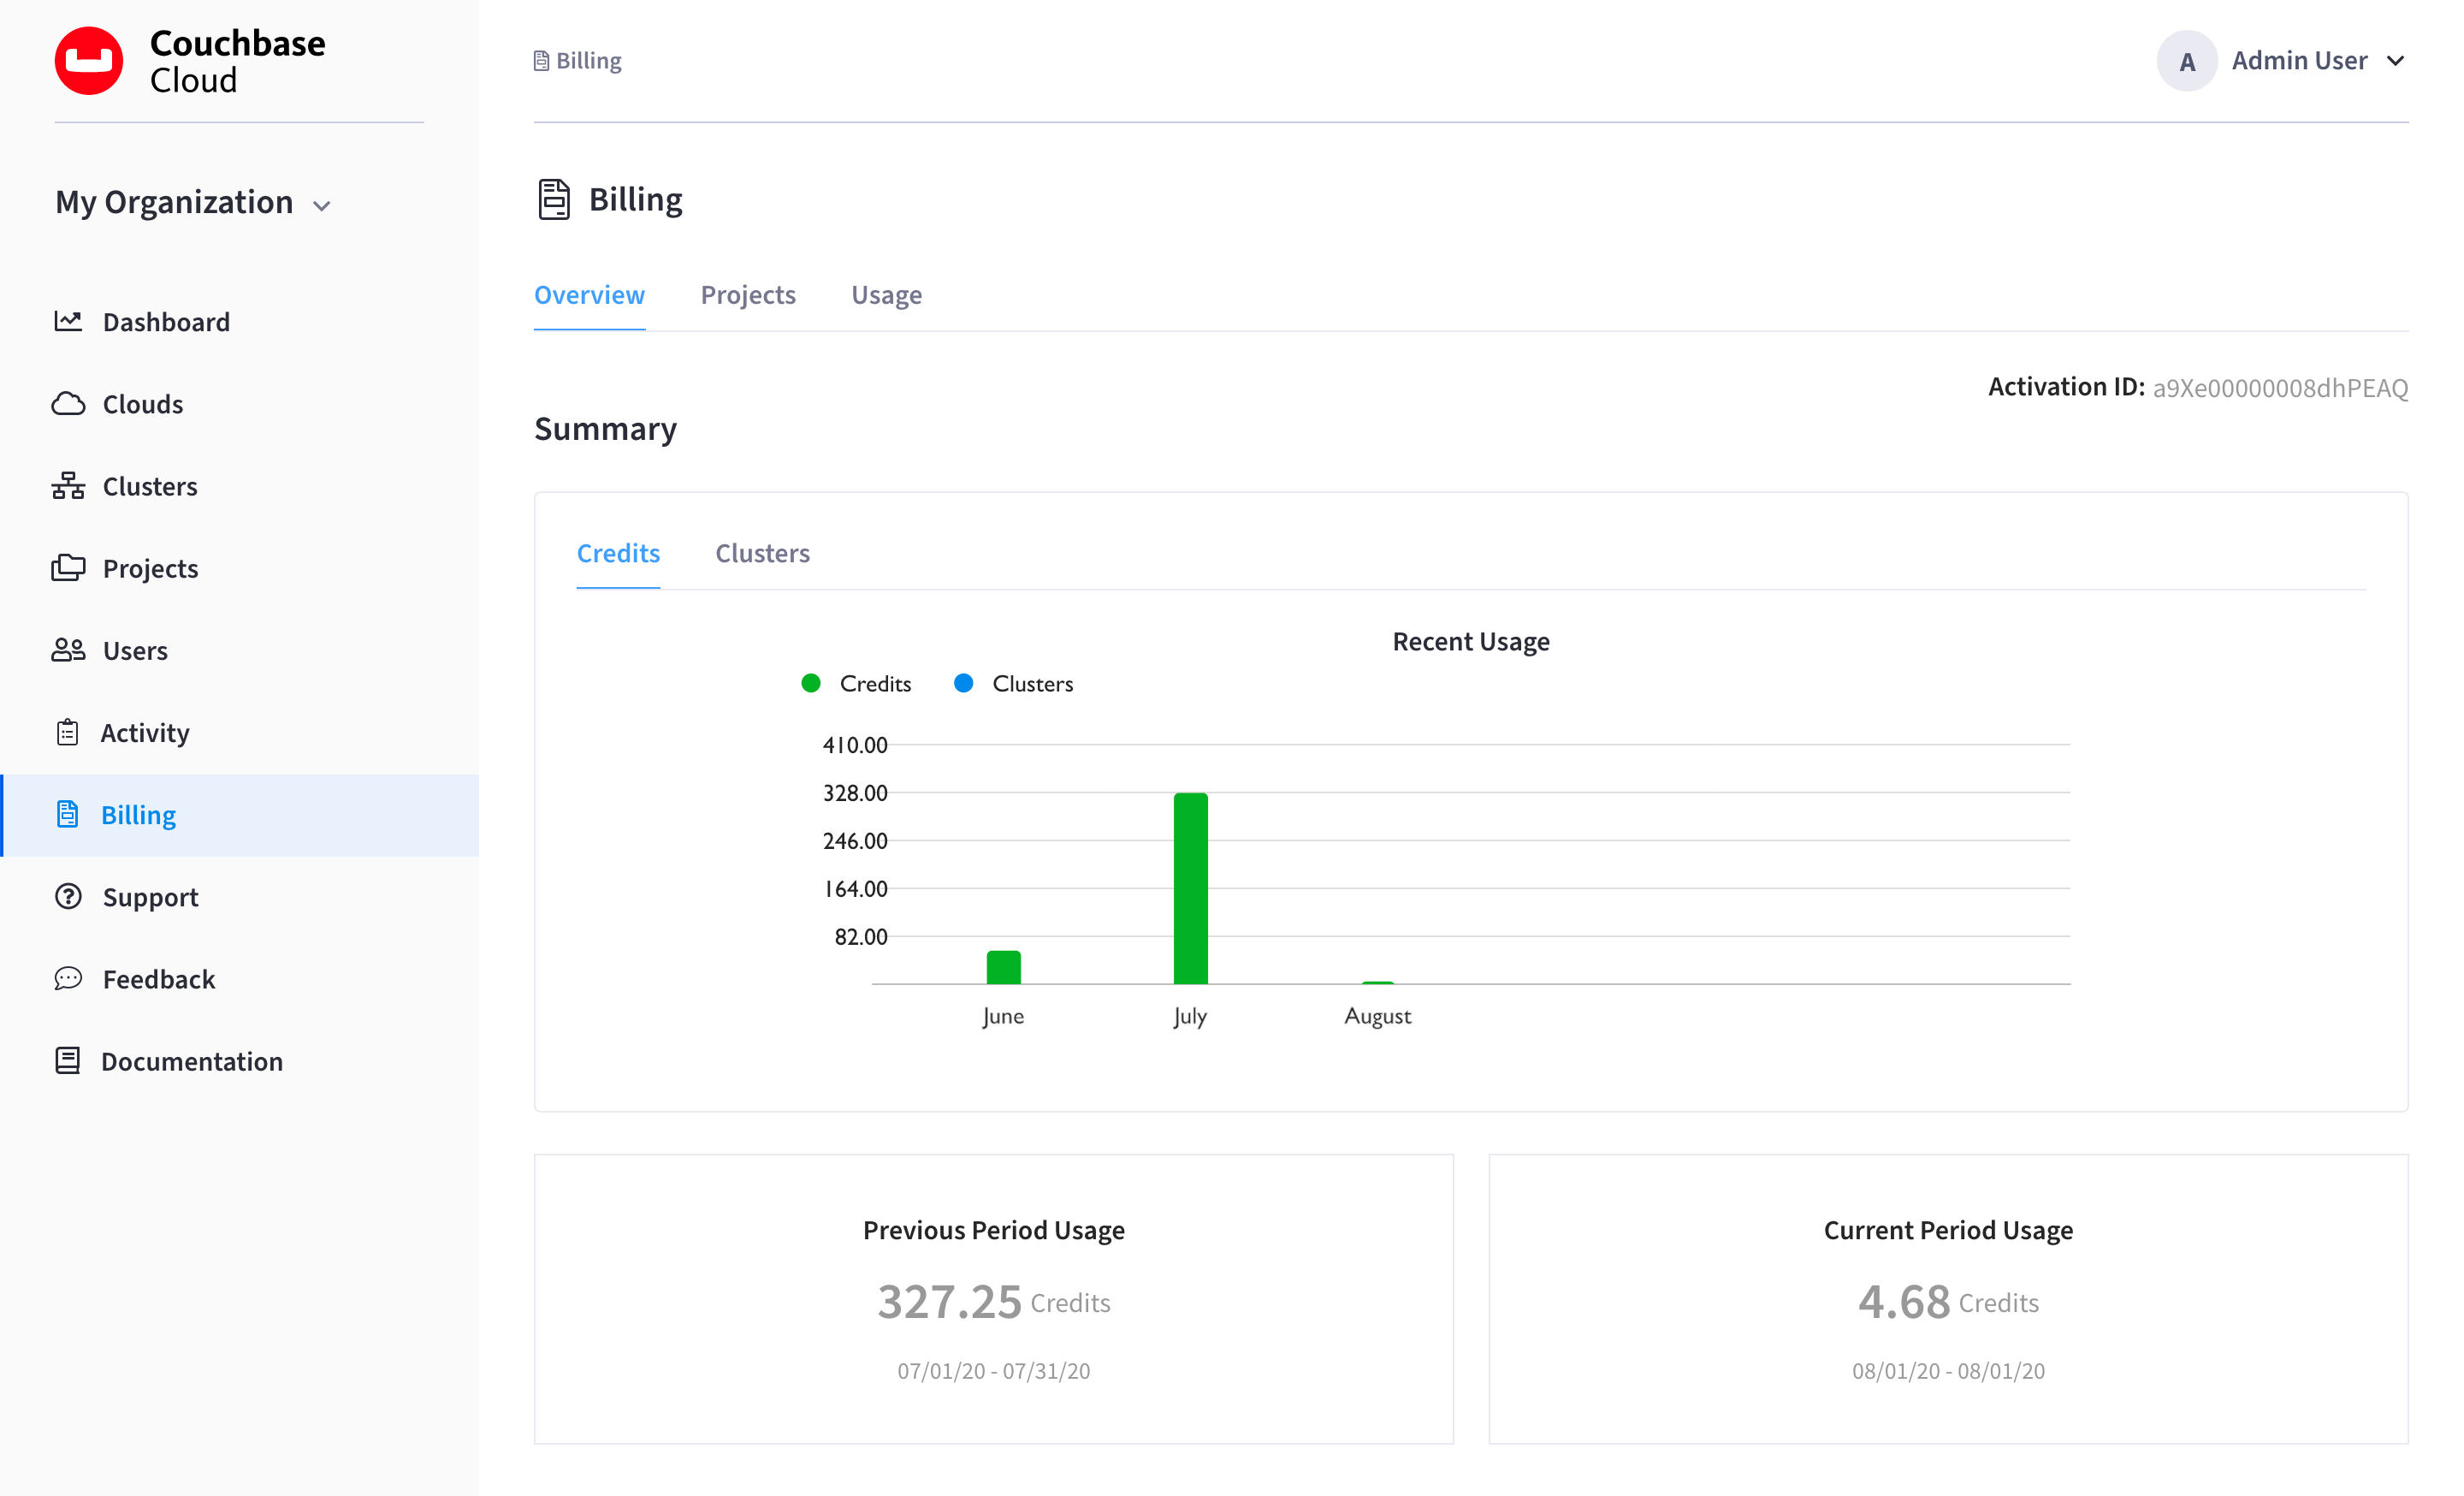 Couchbase
Cloud
My Organization
Dashboard
Clouds
Clusters
Projects
Users
Activity
Billing
Support
Feedback
Documentation
Billing
A Admin User
Billing
Overview Projects Usage
Activation ID: a9Xe00000008dhPEAQ
Summary
Credits Clusters
Recent Usage
Credits Clusters
410.00
328.00
246.00
164.00
82.00
June July August
Previous Period Usage
327.25 Credits
07/01/20 - 07/31/20
Current Period Usage
4.68 Credits
08/01/20 - 08/01/20